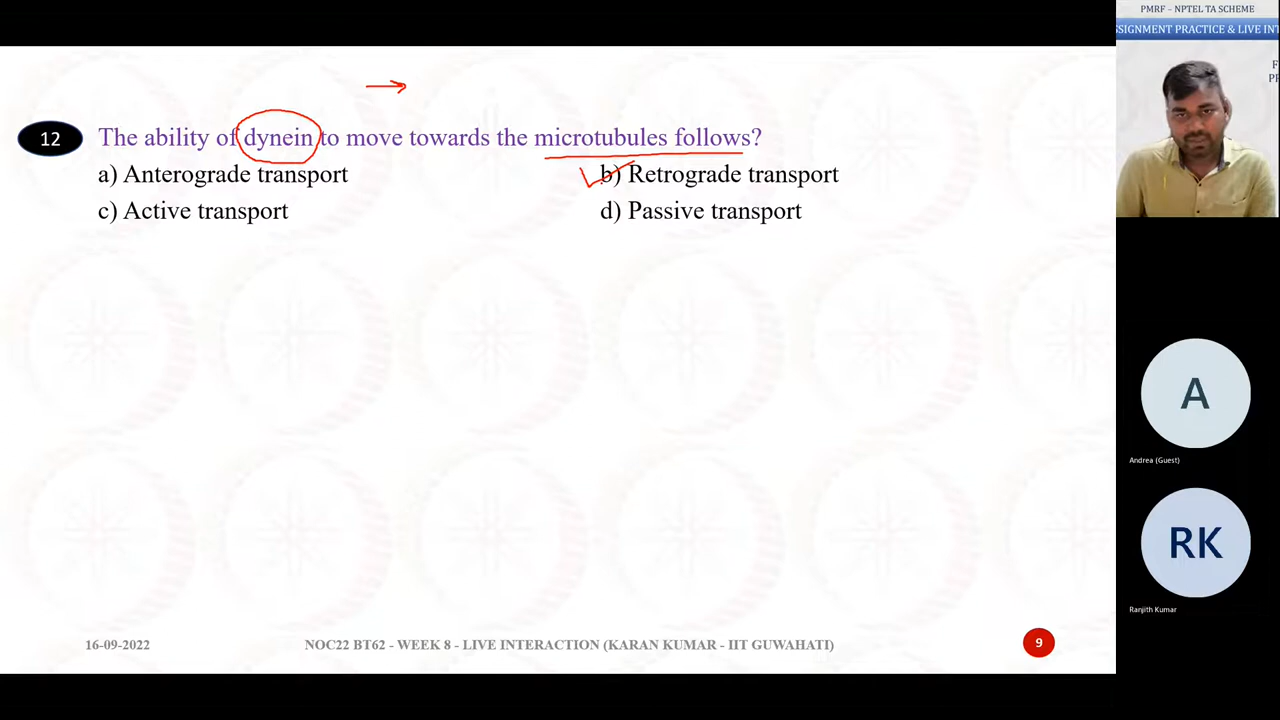 PMRF – NPTEL TA SCHEME
SSIGNMENT PRACTICE & LIVE INT
12
The ability of dynein to move towards the microtubules follows?
a) Anterograde transport
b) Retrograde transport
c) Active transport
d) Passive transport
A
Andrea (Guest)
RK
Ranjith Kumar
16-09-2022
NOC22 BT62 - WEEK 8 - LIVE INTERACTION (KARAN KUMAR - IIT GUWAHATI)
9